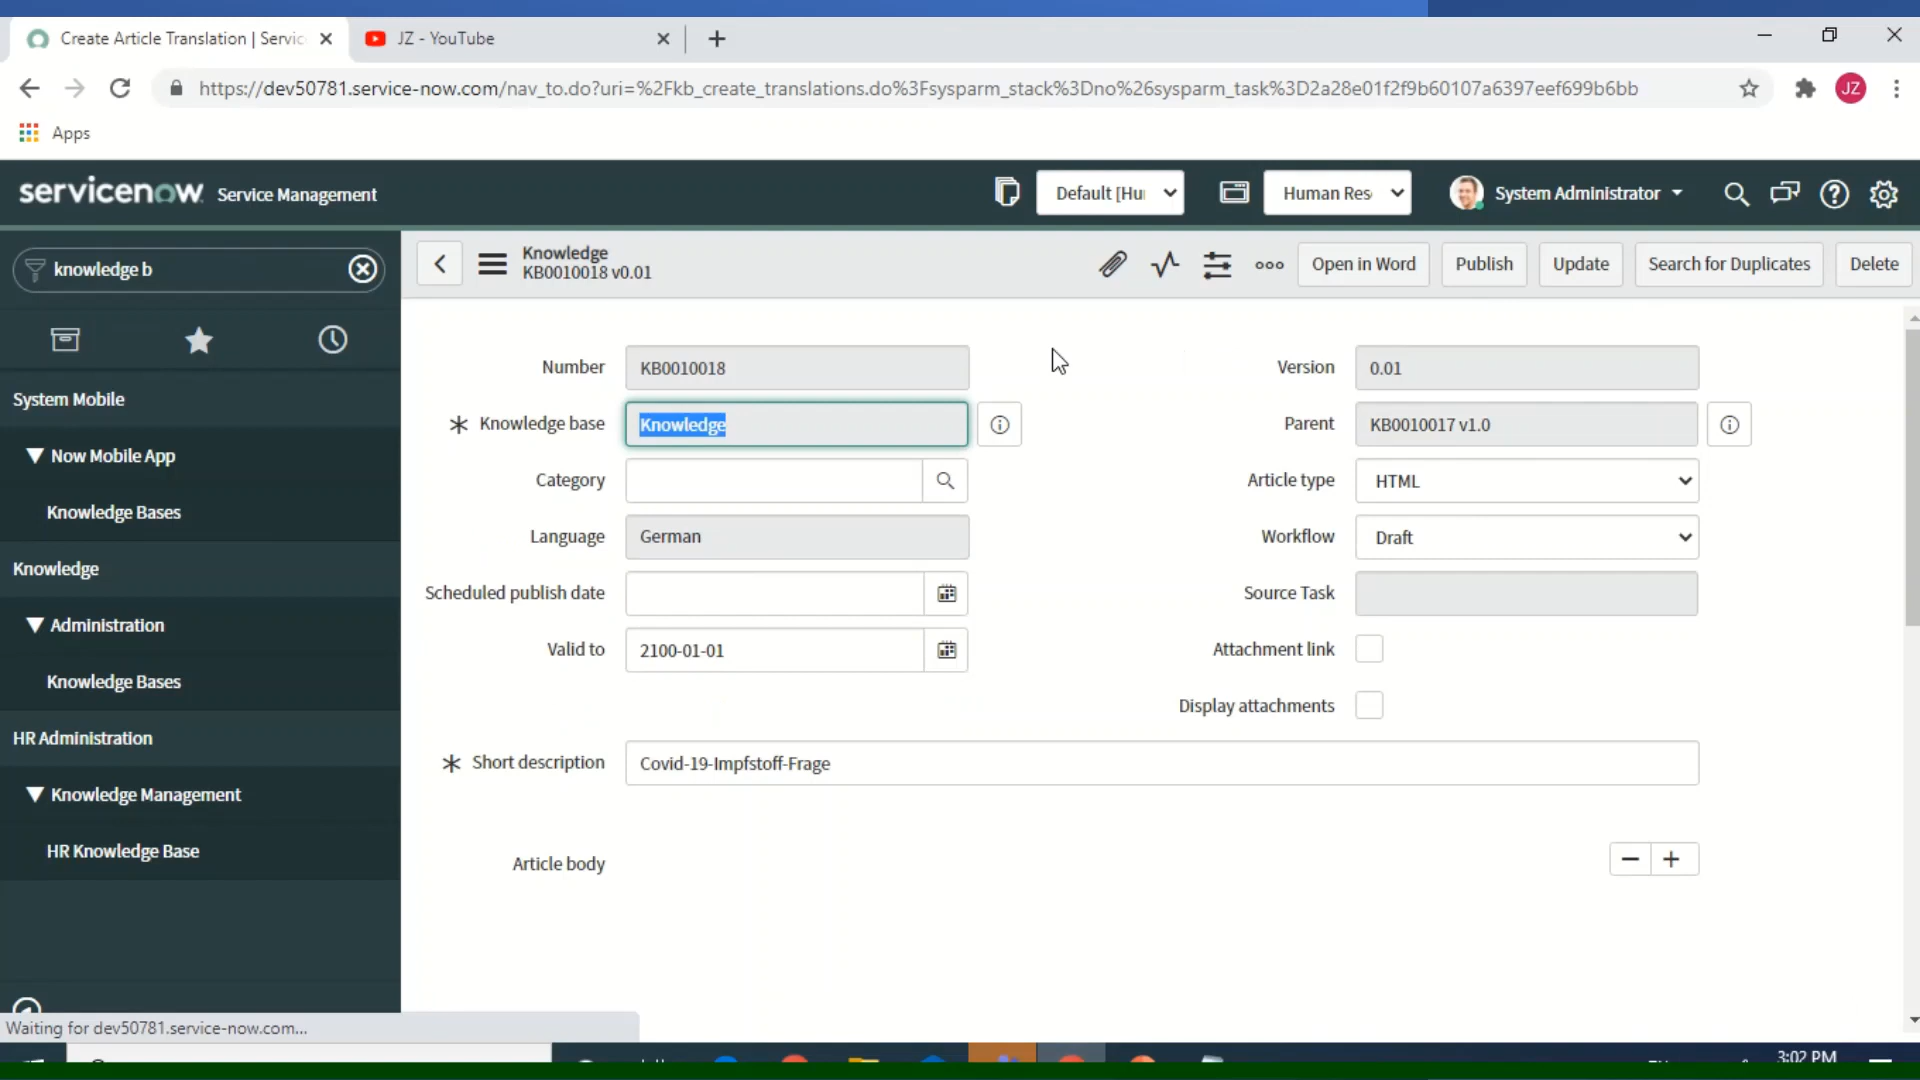 Create Article Translation | Servic
JZ - YouTube
https://dev50781.service-now.com/nav_to.do?uri=%2Fkb_create_translations.do%3Fsysparm_stack%3Dno%26sysparm_task%3D2a28e01f2f9b60107a6397eef699b6bb
JZ
Apps
servicenow Service Management
Default [Hu
Human Res
System Administrator
knowledge b
Knowledge
KB0010018 v0.01
Open in Word
Publish
Update
Search for Duplicates
Delete
System Mobile
Now Mobile App
Knowledge Bases
Knowledge
Administration
Knowledge Bases
HR Administration
Knowledge Management
HR Knowledge Base
Number KB0010018
Knowledge base Knowledge
Category
Language German
Scheduled publish date
Valid to 2100-01-01
Version 0.01
Parent KB0010017 v1.0
Article type HTML
Workflow Draft
Source Task
Attachment link
Display attachments
Short description Covid-19-Impfstoff-Frage
Article body
Waiting for dev50781.service-now.com...
3:02 PM